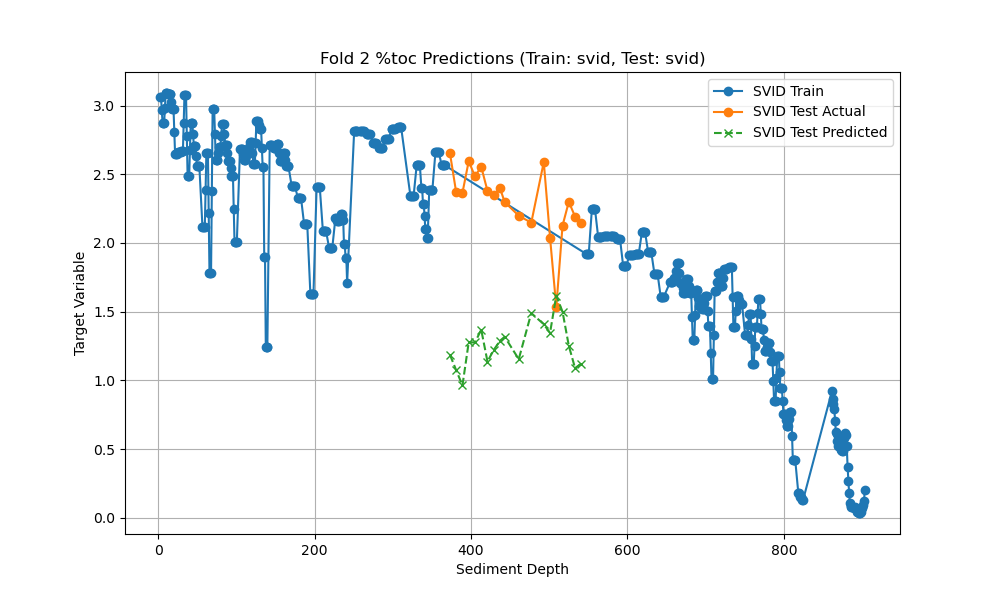 Fold 2 %toc Predictions (Train: svid, Test: svid)
SVID Train
SVID Test Actual
SVID Test Predicted
Target Variable
3.0
2.5
2.0
1.5
1.0
0.5
0.0
0 200 400 600 800
Sediment Depth